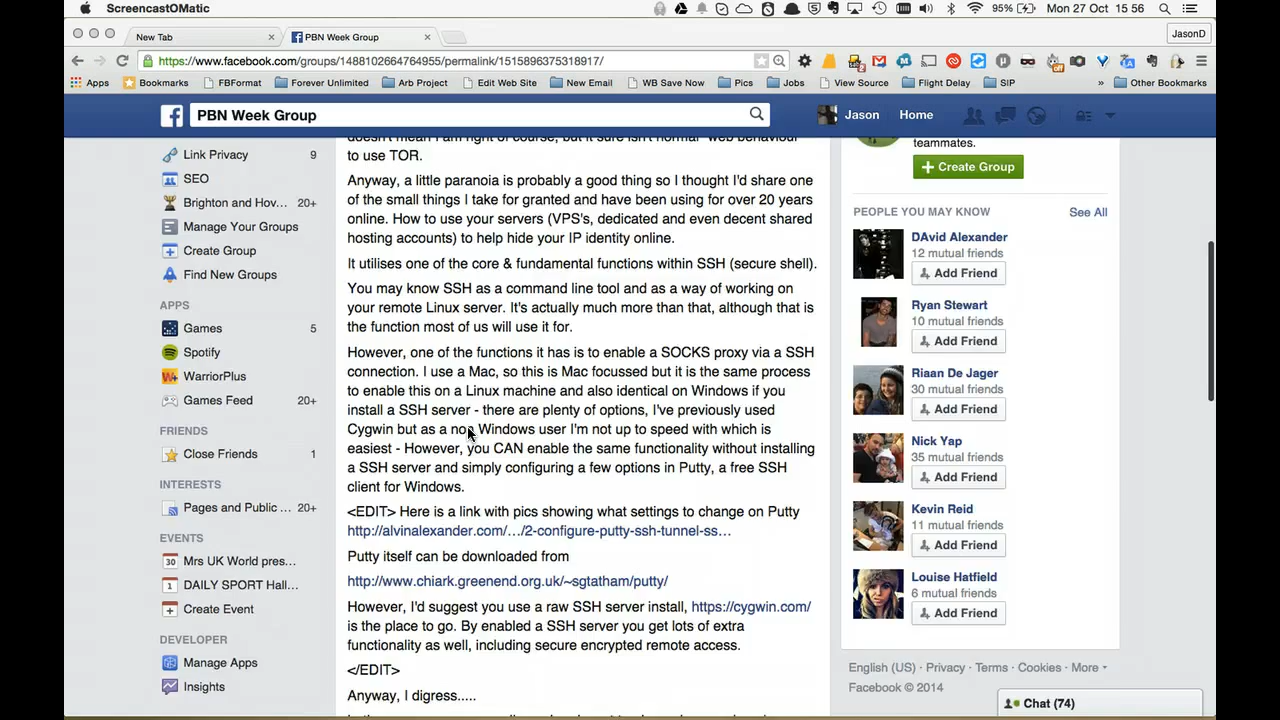 ScreencastOMatic
95%
Mon 27 Oct 15:56
New Tab
PBN Week Group
JasonD
https://www.facebook.com/groups/1488102664764955/permalink/1515896375318917/
Apps
Bookmarks
FBFormat
Forever Unlimited
Arb Project
Edit Web Site
New Email
WB Save Now
Pics
Jobs
View Source
Flight Delay
SIP
»
Other Bookmarks
PBN Week Group
Jason
Home
Link Privacy 9
SEO
Brighton and Hov... 20+
Manage Your Groups
Create Group
Find New Groups
APPS
Games 5
Spotify
WarriorPlus
Games Feed 20+
FRIENDS
Close Friends 1
INTERESTS
Pages and Public ... 20+
EVENTS
30 Mrs UK World pres...
1 DAILY SPORT Hall...
Create Event
DEVELOPER
Manage Apps
Insights
doesn't mean I am right of course, but it sure isn't normal web behaviour
to use TOR.
Anyway, a little paranoia is probably a good thing so I thought I'd share one
of the small things I take for granted and have been using for over 20 years
online. How to use your servers (VPS's, dedicated and even decent shared
hosting accounts) to help hide your IP identity online.
It utilises one of the core & fundamental functions within SSH (secure shell).
You may know SSH as a command line tool and as a way of working on
your remote Linux server. It's actually much more than that, although that is
the function most of us will use it for.
However, one of the functions it has is to enable a SOCKS proxy via a SSH
connection. I use a Mac, so this is Mac focussed but it is the same process
to enable this on a Linux machine and also identical on Windows if you
install a SSH server - there are plenty of options, I've previously used
Cygwin but as a non Windows user I'm not up to speed with which is
easiest - However, you CAN enable the same functionality without installing
a SSH server and simply configuring a few options in Putty, a free SSH
client for Windows.
<EDIT> Here is a link with pics showing what settings to change on Putty
http://alvinalexander.com/.../2-configure-putty-ssh-tunnel-ss...
Putty itself can be downloaded from
http://www.chiark.greenend.org.uk/~sgtatham/putty/
However, I'd suggest you use a raw SSH server install, https://cygwin.com/
is the place to go. By enabled a SSH server you get lots of extra
functionality as well, including secure encrypted remote access.
</EDIT>
Anyway, I digress.....
teammates.
+ Create Group
PEOPLE YOU MAY KNOW
See All
DAvid Alexander
12 mutual friends
Add Friend
Ryan Stewart
10 mutual friends
Add Friend
Riaan De Jager
30 mutual friends
Add Friend
Nick Yap
35 mutual friends
Add Friend
Kevin Reid
11 mutual friends
Add Friend
Louise Hatfield
6 mutual friends
Add Friend
English (US) · Privacy · Terms · Cookies · More
Facebook © 2014
Chat (74)